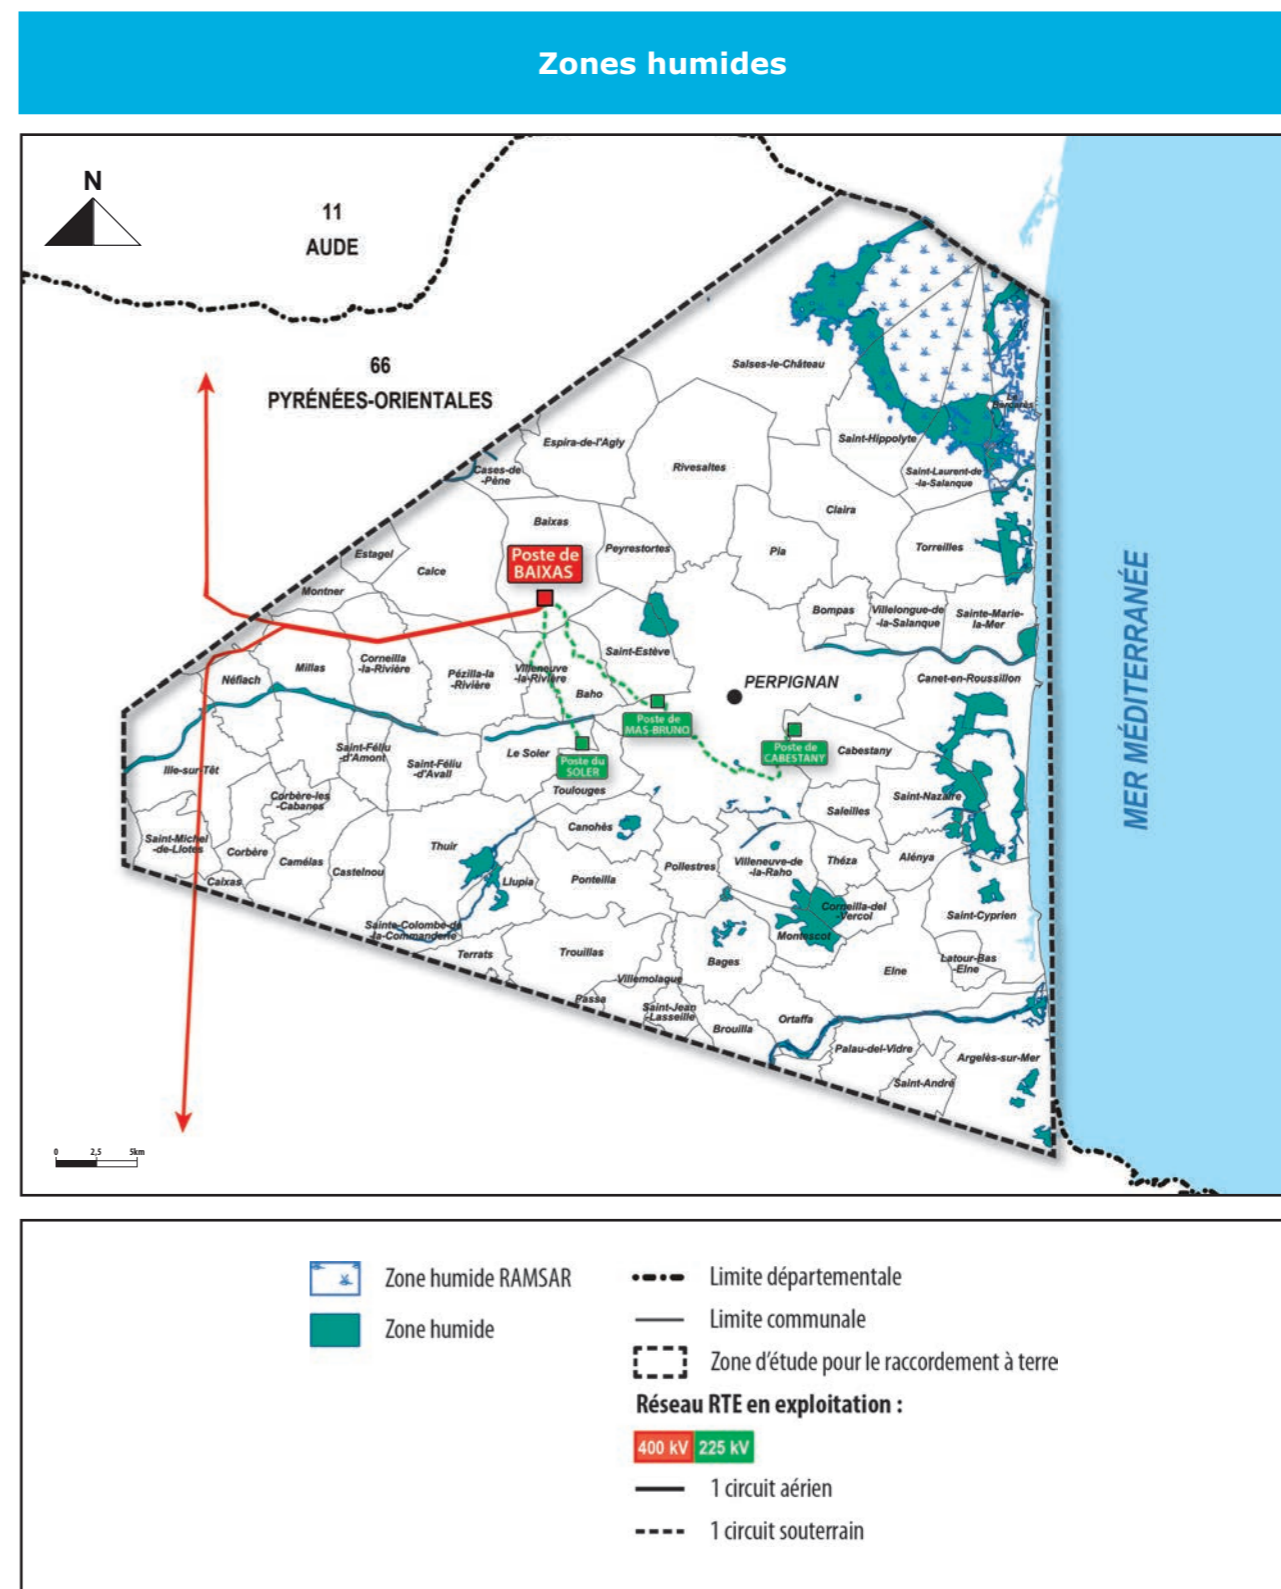 Zones humides
N
11
AUDE
66
PYRÉNÉES-ORIENTALES
Salses-le-Château
Le
Barcarès
Espira-de-l'Agly
Saint-Hippolyte
Rivesaltes
Cases-de
-Pène
Saint-Laurent-de
-la-Salanque
Claira
Baixas
Peyrestortes
Pia
Torreilles
Estagel
Calce
Poste de
BAIXAS
Montner
Bompas
Villelongue-de
-la-Salanque
Sainte-Marie-
la-Mer
MER MÉDITERRANÉE
Saint-Estève
Corneilla
-la-Rivière
Millas
Néfiach
Pézilla-la
-Rivière
Villeneuve
-la-Rivière
Baho
PERPIGNAN
Canet-en-Roussillon
Poste de
MAS-BRUNO
Poste de
CABESTANY
Cabestany
Saint-Féliu
-d'Amont
Saint-Féliu
-d'Avall
Le Soler
Poste du
SOLER
Ille-sur-Têt
Toulouges
Corbère-les
-Cabanes
Saint-Nazaire
Saleilles
Canohès
Saint-Michel
-de-Llotes
Corbère
Camélas
Castelnou
Thuir
Llupia
Ponteilla
Pollestres
Villeneuve-de
-la-Raho
Théza
Alénya
Caixas
Corneilla-del
-Vercol
Saint-Cyprien
Sainte-Colombe-de
-la-Commanderie
Montescot
Terrats
Trouillas
Bages
Elne
Latour-Bas
-Elne
Villemolaque
Passa
Saint-Jean
-Lasseille
Brouilla
Ortaffa
Palau-del-Vidre
Argelès-sur-Mer
Saint-André
0 2,5 5km
Zone humide RAMSAR
Zone humide
Limite départementale
Limite communale
Zone d'étude pour le raccordement à terre
Réseau RTE en exploitation :
400 kV 225 kV
1 circuit aérien
1 circuit souterrain